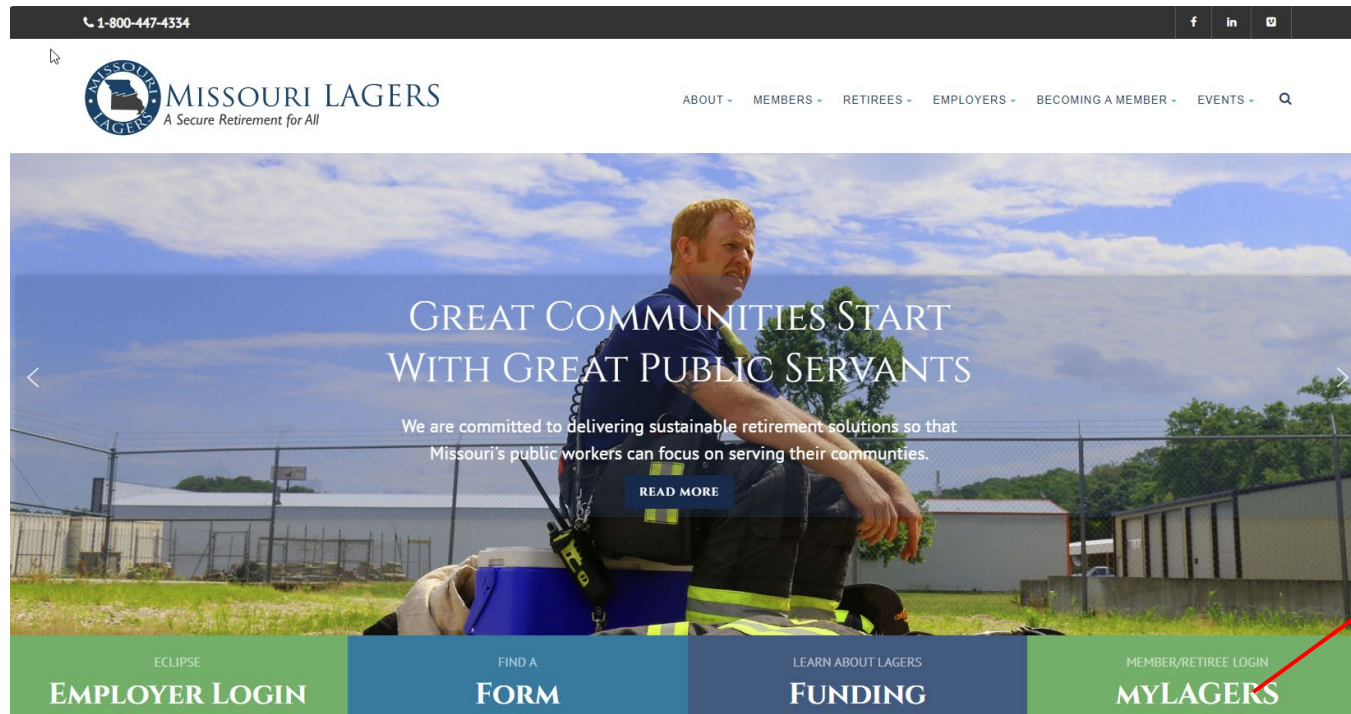 1-800-447-4334
MISSOURI LAGERS
MISSOURI LAGERS
A Secure Retirement for All
ABOUT MEMBERS RETIREES EMPLOYERS BECOMING A MEMBER EVENTS
GREAT COMMUNITIES START
WITH GREAT PUBLIC SERVANTS
We are committed to delivering sustainable retirement solutions so that
Missouri's public workers can focus on serving their communties.
READ MORE
ECLIPSE
EMPLOYER LOGIN
FIND A
FORM
LEARN ABOUT LAGERS
FUNDING
MEMBER/RETIREE LOGIN
MYLAGERS